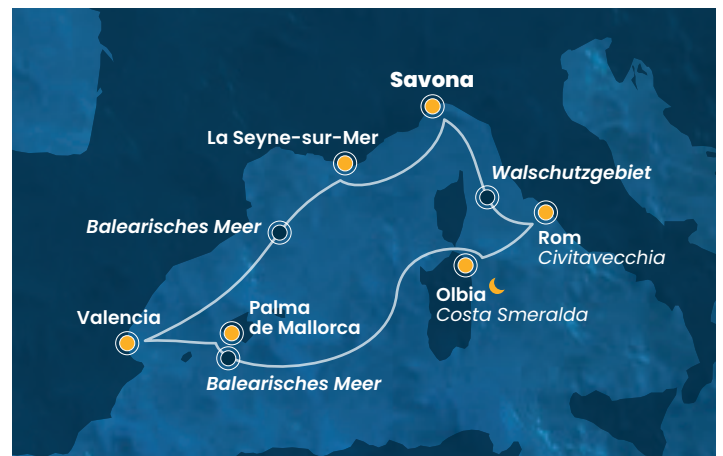 Savona
La Seyne-sur-Mer
Walschutzgebiet
Balearisches Meer
Rom
Civitavecchia
Olbia
Costa Smeralda
Valencia
Palma
de Mallorca
Balearisches Meer